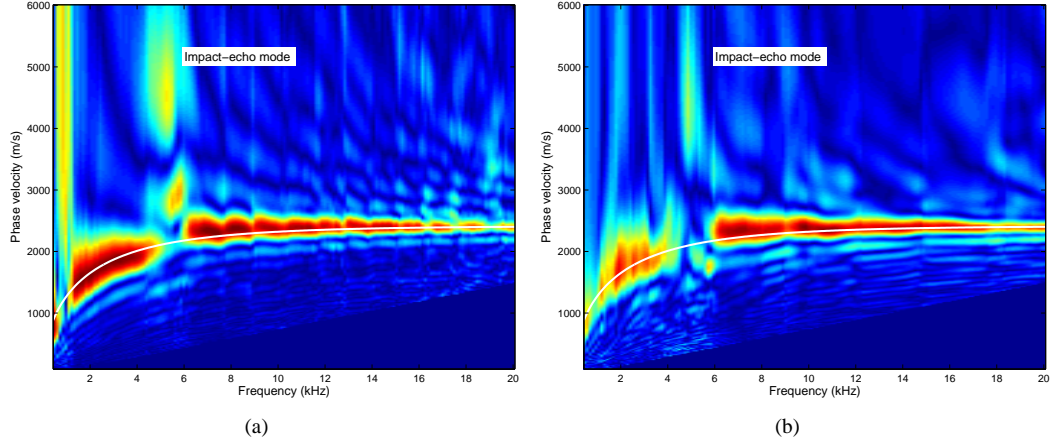 6000
5000
4000
3000
2000
1000
Phase velocity (m/s)
Impact−echo mode
2 4 6 8 10 12 14 16 18 20
Frequency (kHz)
(a)
6000
5000
4000
3000
2000
1000
Phase velocity (m/s)
Impact−echo mode
2 4 6 8 10 12 14 16 18 20
Frequency (kHz)
(b)